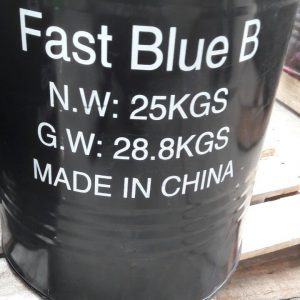 Fast Blue B
N.W: 25KGS
G.W: 28.8KGS
MADE IN CHINA